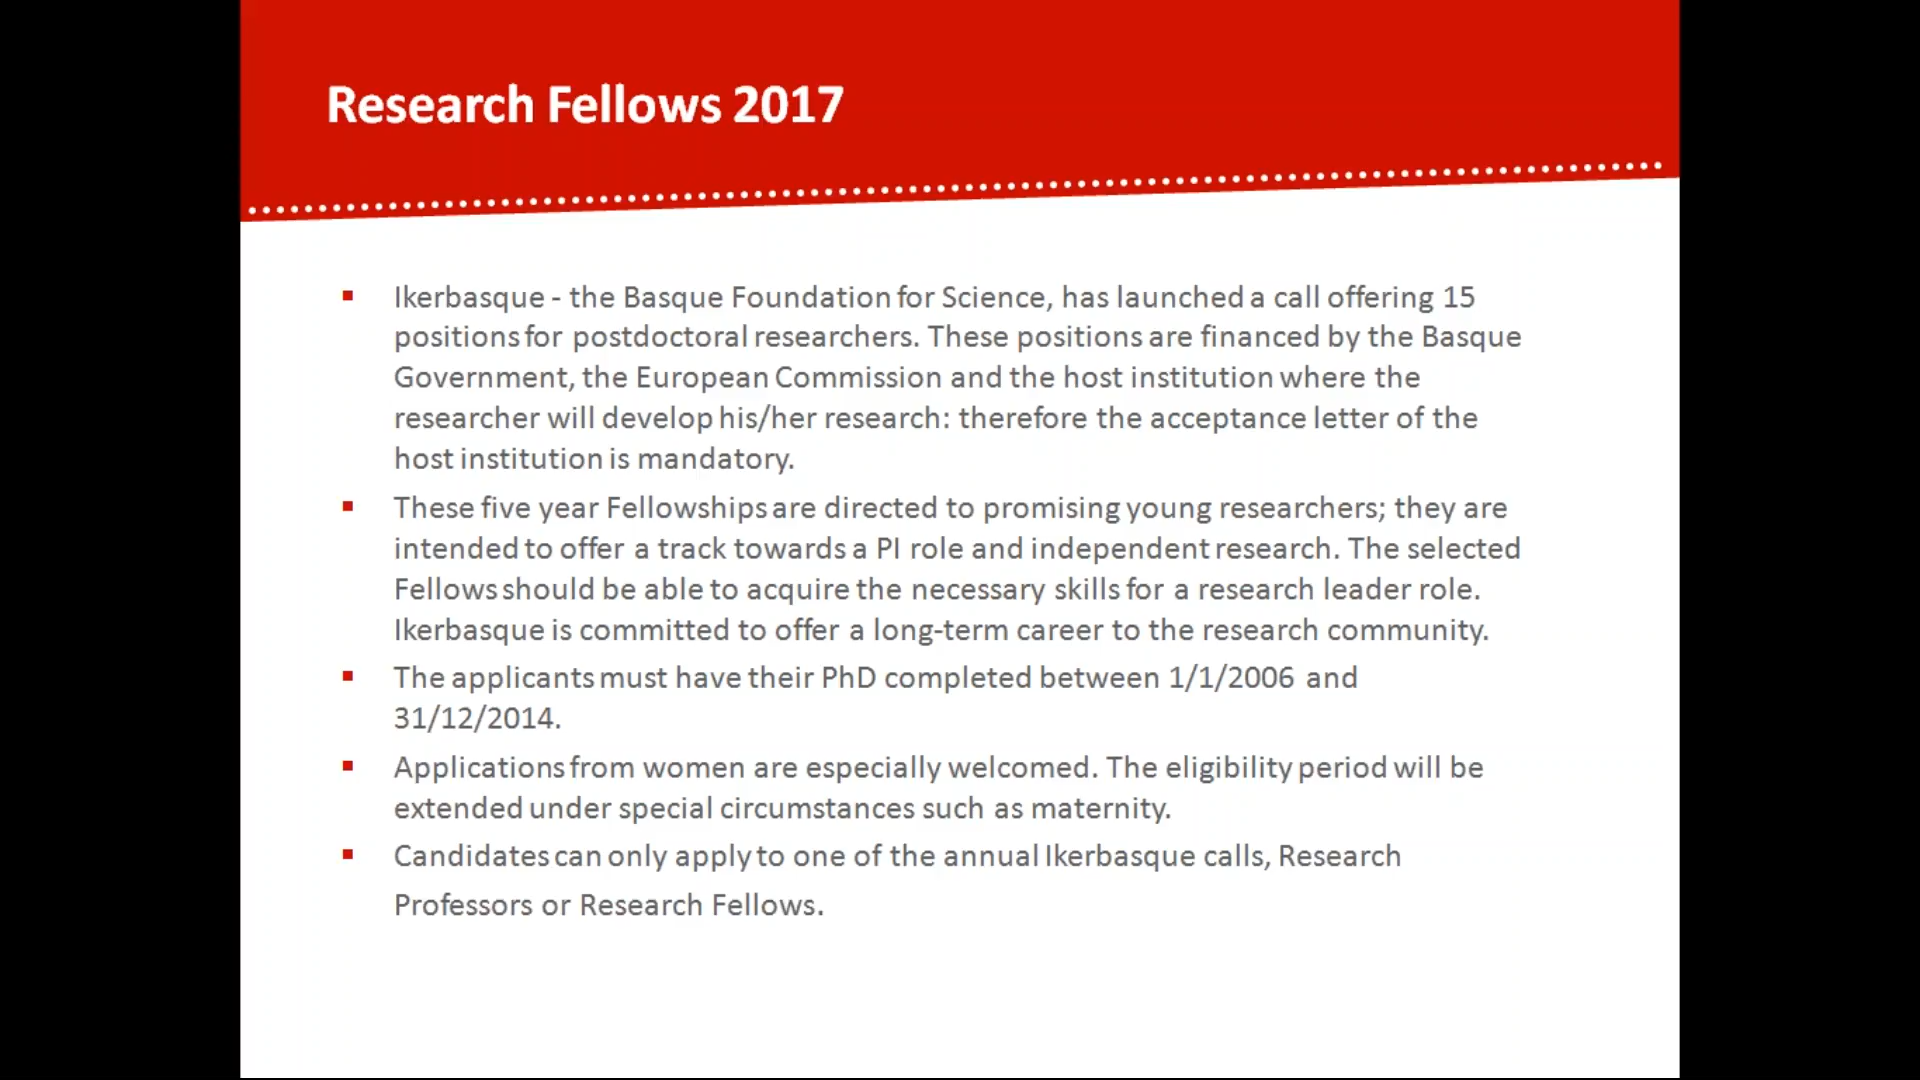 Research Fellows 2017
Ikerbasque - the Basque Foundation for Science, has launched a call offering 15
positions for postdoctoral researchers. These positions are financed by the Basque
Government, the European Commission and the host institution where the
researcher will develop his/her research: therefore the acceptance letter of the
host institution is mandatory.
These five year Fellowships are directed to promising young researchers; they are
intended to offer a track towards a PI role and independent research. The selected
Fellows should be able to acquire the necessary skills for a research leader role.
Ikerbasque is committed to offer a long-term career to the research community.
The applicants must have their PhD completed between 1/1/2006 and
31/12/2014.
Applications from women are especially welcomed. The eligibility period will be
extended under special circumstances such as maternity.
Candidates can only apply to one of the annual Ikerbasque calls, Research
Professors or Research Fellows.